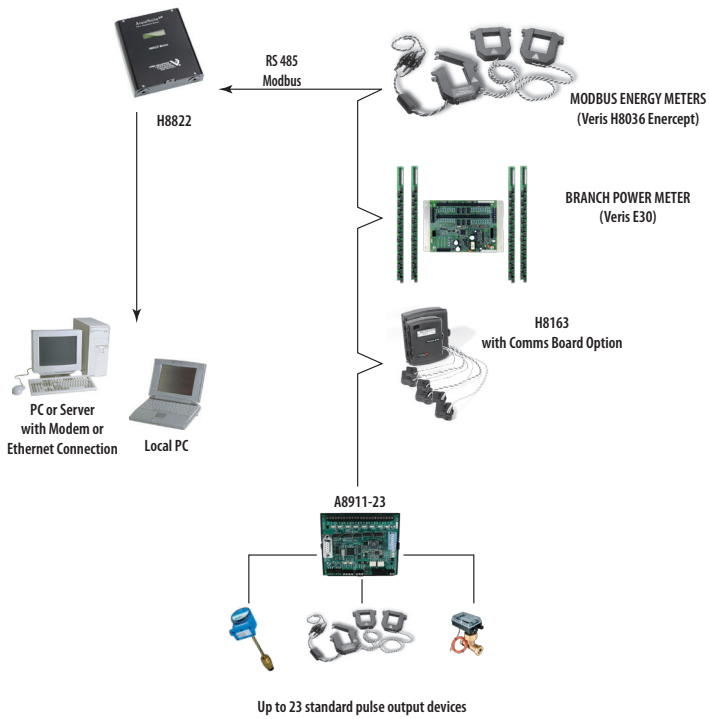 RS 485
Modbus
H8822
MODBUS ENERGY METERS
(Veris H8036 Enercept)
BRANCH POWER METER
(Veris E30)
H8163
with Comms Board Option
PC or Server
with Modem or
Ethernet Connection
Local PC
A8911-23
Up to 23 standard pulse output devices